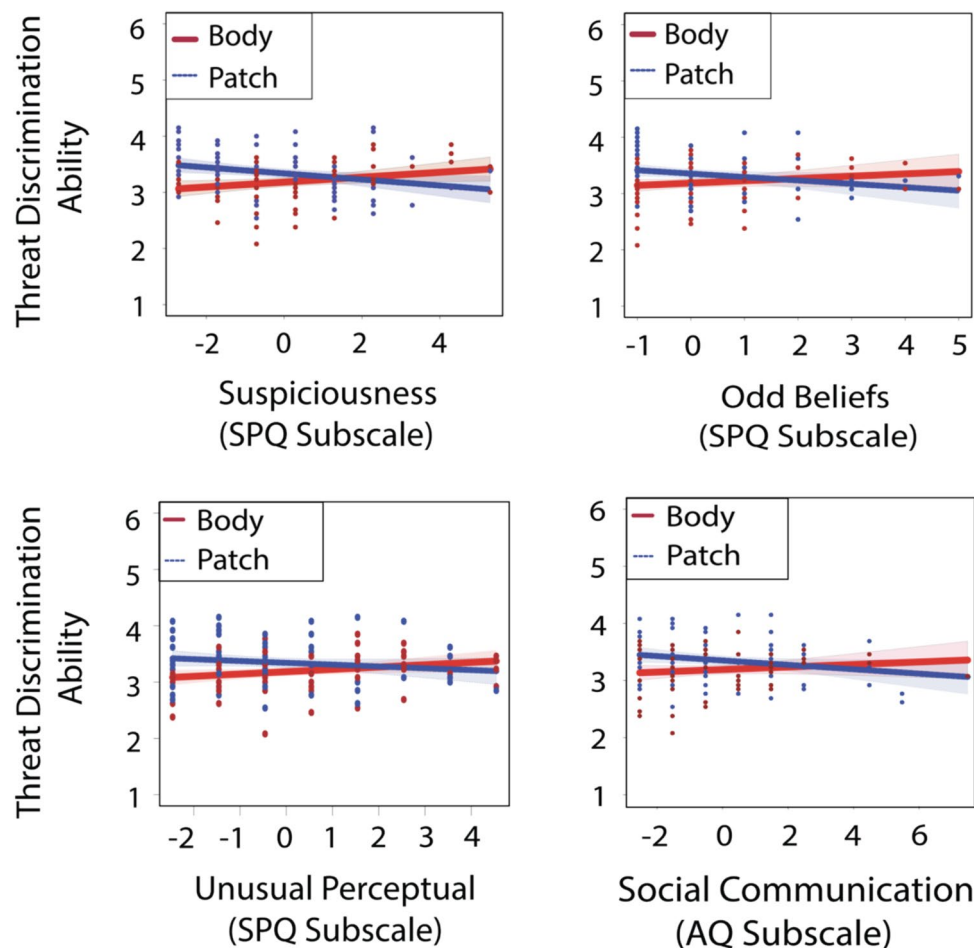 Threat Discrimination
Ability
6
5
4
3
2
1
Body
Patch
-2
0
2
4
Suspiciousness
(SPQ Subscale)
6
5
4
3
2
1
Body
Patch
-1
0
1
2
3
4
5
Odd Beliefs
(SPQ Subscale)
Threat Discrimination
Ability
6
5
4
3
2
1
Body
Patch
-2
-1
0
1
2
3
4
Unusual Perceptual
(SPQ Subscale)
6
5
4
3
2
1
Body
Patch
-2
0
2
4
6
Social Communication
(AQ Subscale)